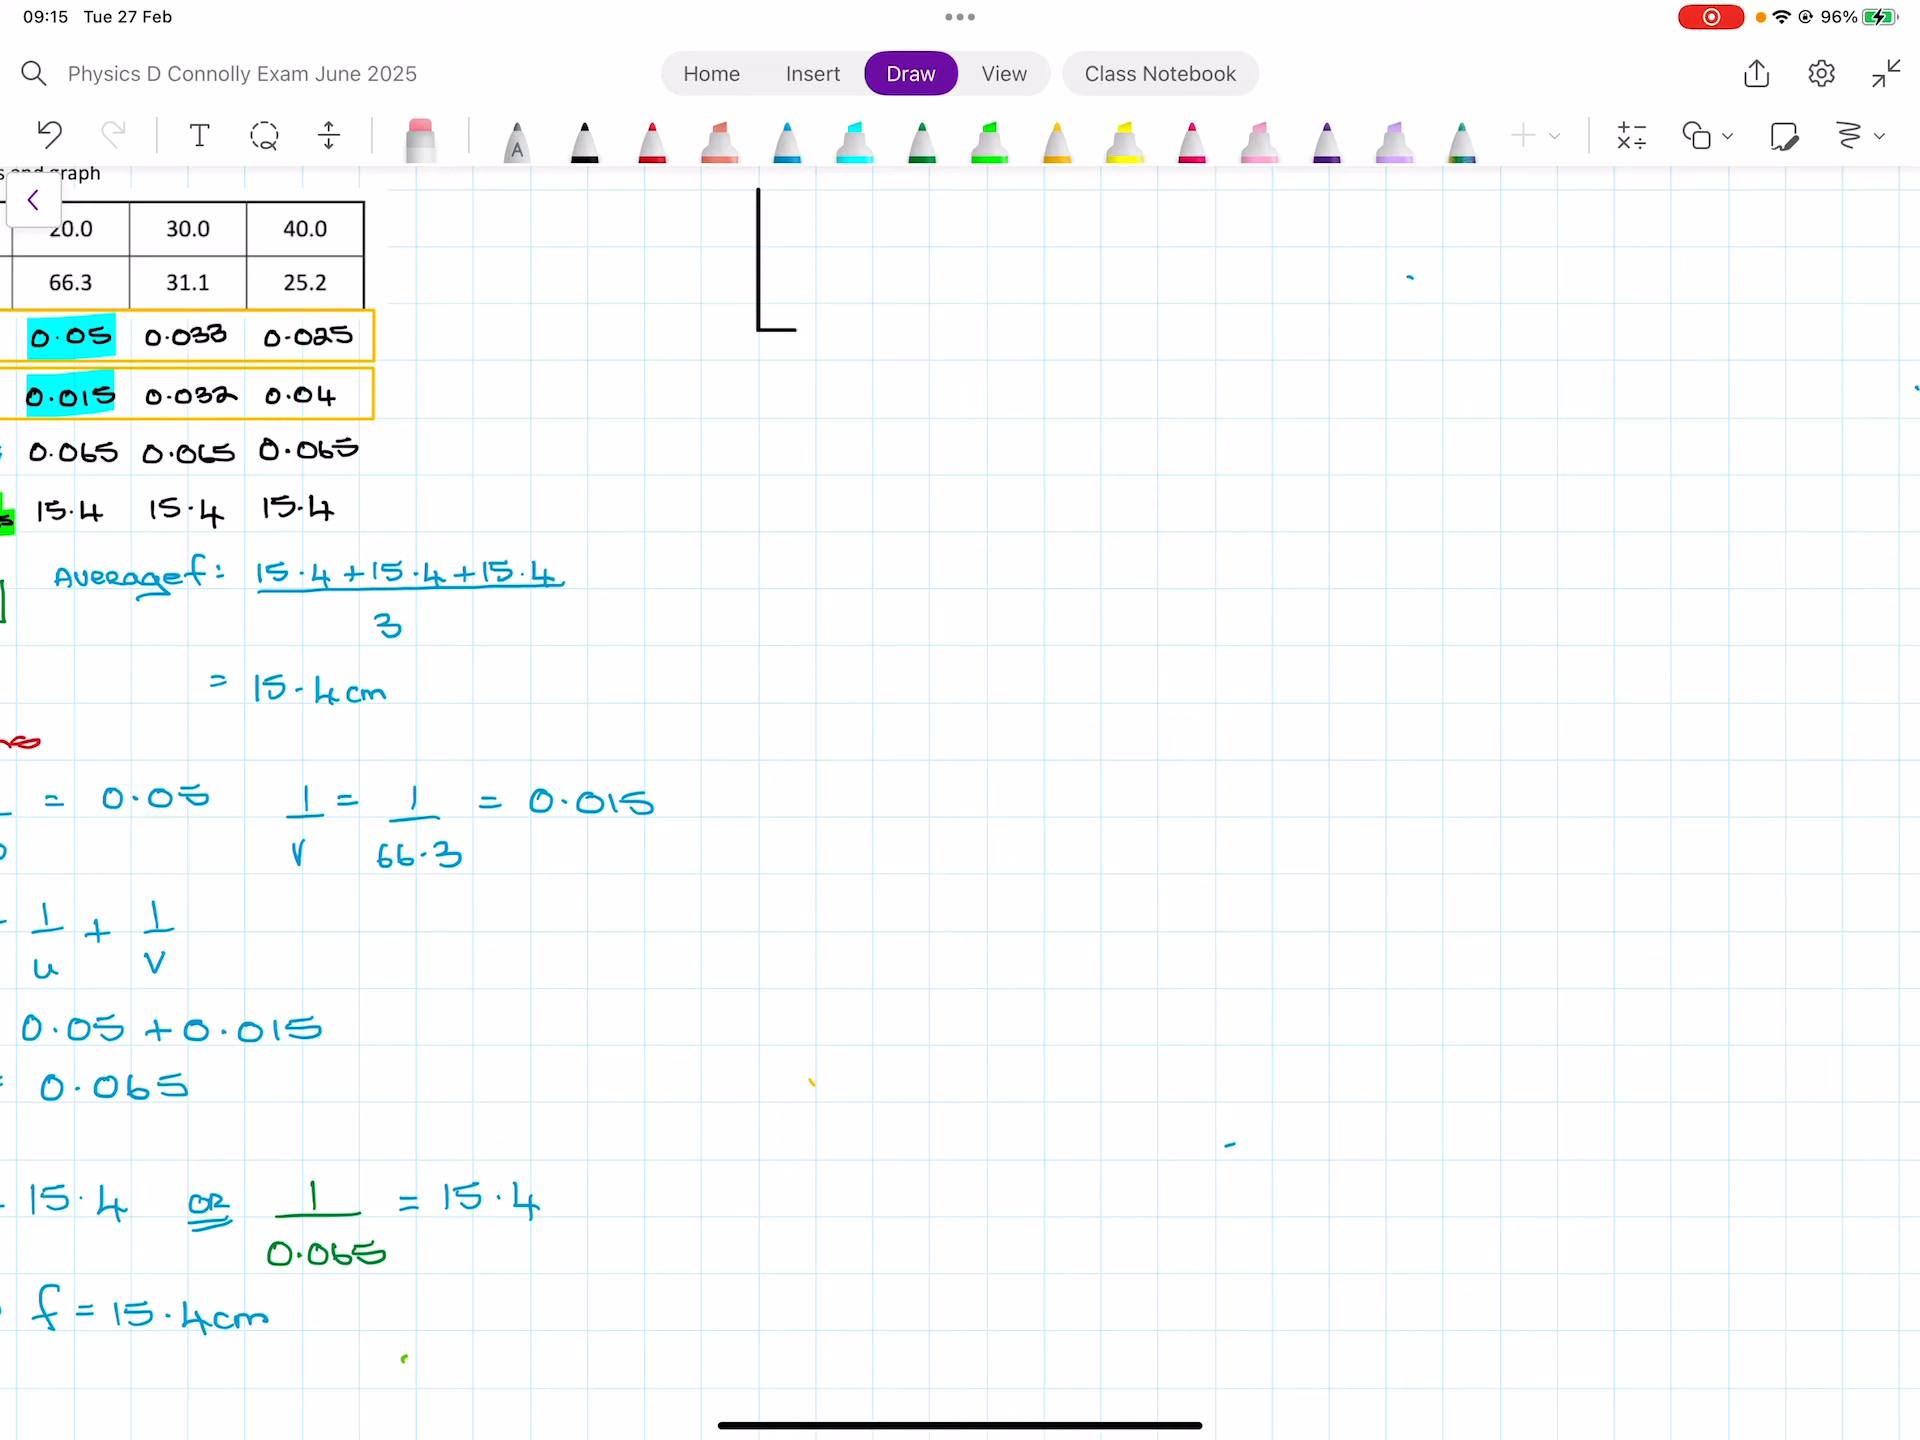 09:15 Tue 27 Feb
96%
Physics D Connolly Exam June 2025
Home Insert Draw View Class Notebook
T
A
s and graph
20.0 30.0 40.0
66.3 31.1 25.2
0.05 0.033 0.025
0.015 0.032 0.04
0.065 0.065 0.065
15.4 15.4 15.4
Average f: 15.4 + 15.4 + 15.4
3
= 15.4 cm
= 0.05 1/v = 1/66.3 = 0.015
1/u + 1/v
0.05 + 0.015
= 0.065
15.4 OR 1/0.065 = 15.4
f = 15.4 cm